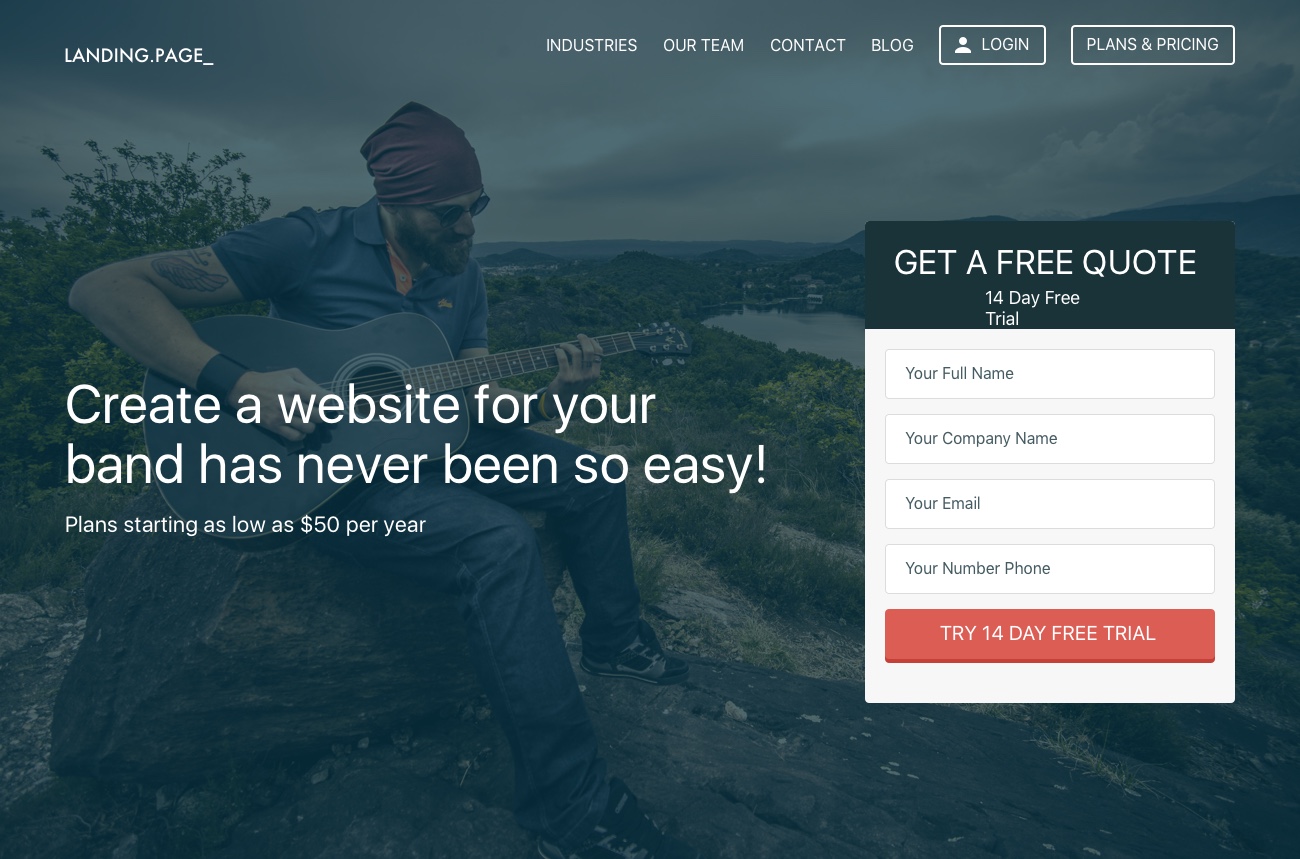 LANDING.PAGE_
INDUSTRIES
OUR TEAM
CONTACT
BLOG
LOGIN
PLANS & PRICING
Create a website for your
band has never been so easy!
Plans starting as low as $50 per year
GET A FREE QUOTE
14 Day Free
Trial
Your Full Name
Your Company Name
Your Email
Your Number Phone
TRY 14 DAY FREE TRIAL